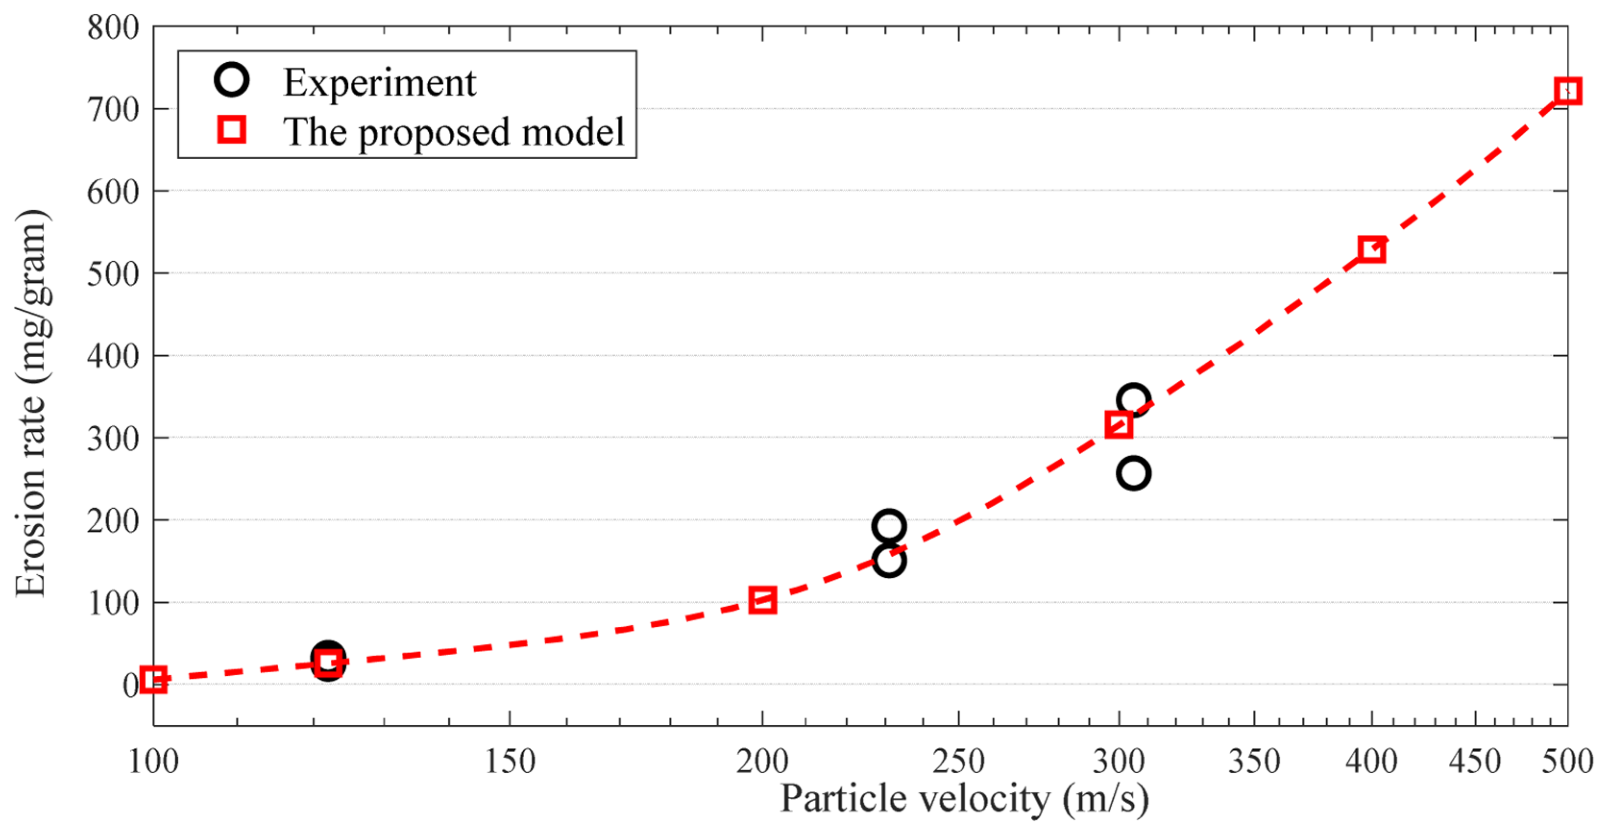 800
700
600
500
400
300
200
100
0
Erosion rate (mg/gram)
Experiment
The proposed model
100 150 200 250 300 350 400 450 500
Particle velocity (m/s)